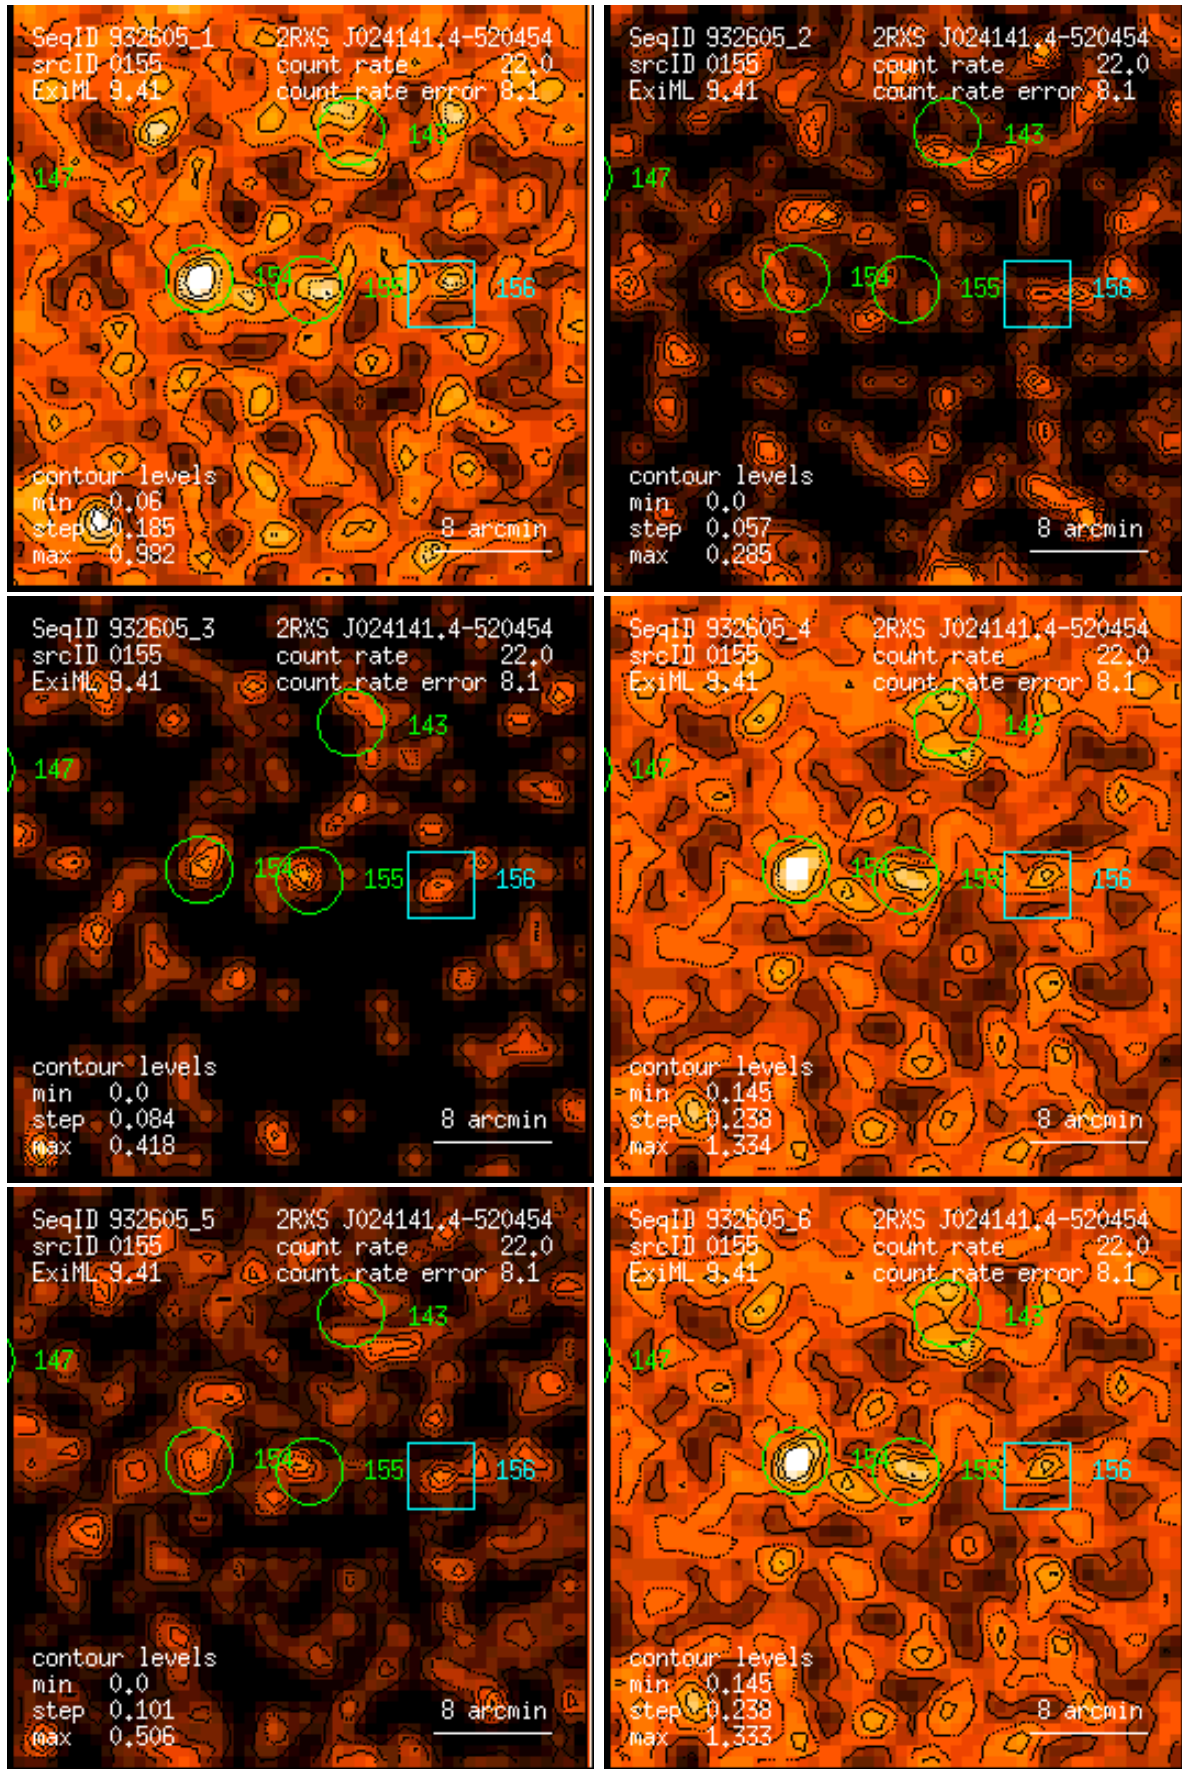 SeqID 932605_1 2RXS J024141.4-520454
srcID 0155 count rate 22.0
ExiML 9.41 count rate error 8.1
143
147
154 155 156
contour levels
min 0.06
step 0.185 8 arcmin
max 0.982
SeqID 932605_2 2RXS J024141.4-520454
srcID 0155 count rate 22.0
ExiML 9.41 count rate error 8.1
143
147
154 155 156
contour levels
min 0.0
step 0.057 8 arcmin
max 0.285
SeqID 932605_3 2RXS J024141.4-520454
srcID 0155 count rate 22.0
ExiML 9.41 count rate error 8.1
143
147
154 155 156
contour levels
min 0.0
step 0.084 8 arcmin
max 0.418
SeqID 932605_4 2RXS J024141.4-520454
srcID 0155 count rate 22.0
ExiML 9.41 count rate error 8.1
143
147
154 155 156
contour levels
min 0.145
step 0.238 8 arcmin
max 1.334
SeqID 932605_5 2RXS J024141.4-520454
srcID 0155 count rate 22.0
ExiML 9.41 count rate error 8.1
143
147
154 155 156
contour levels
min 0.0
step 0.101 8 arcmin
max 0.506
SeqID 932605_6 2RXS J024141.4-520454
srcID 0155 count rate 22.0
ExiML 9.41 count rate error 8.1
143
147
154 155 156
contour levels
min 0.145
step 0.238 8 arcmin
max 1.333